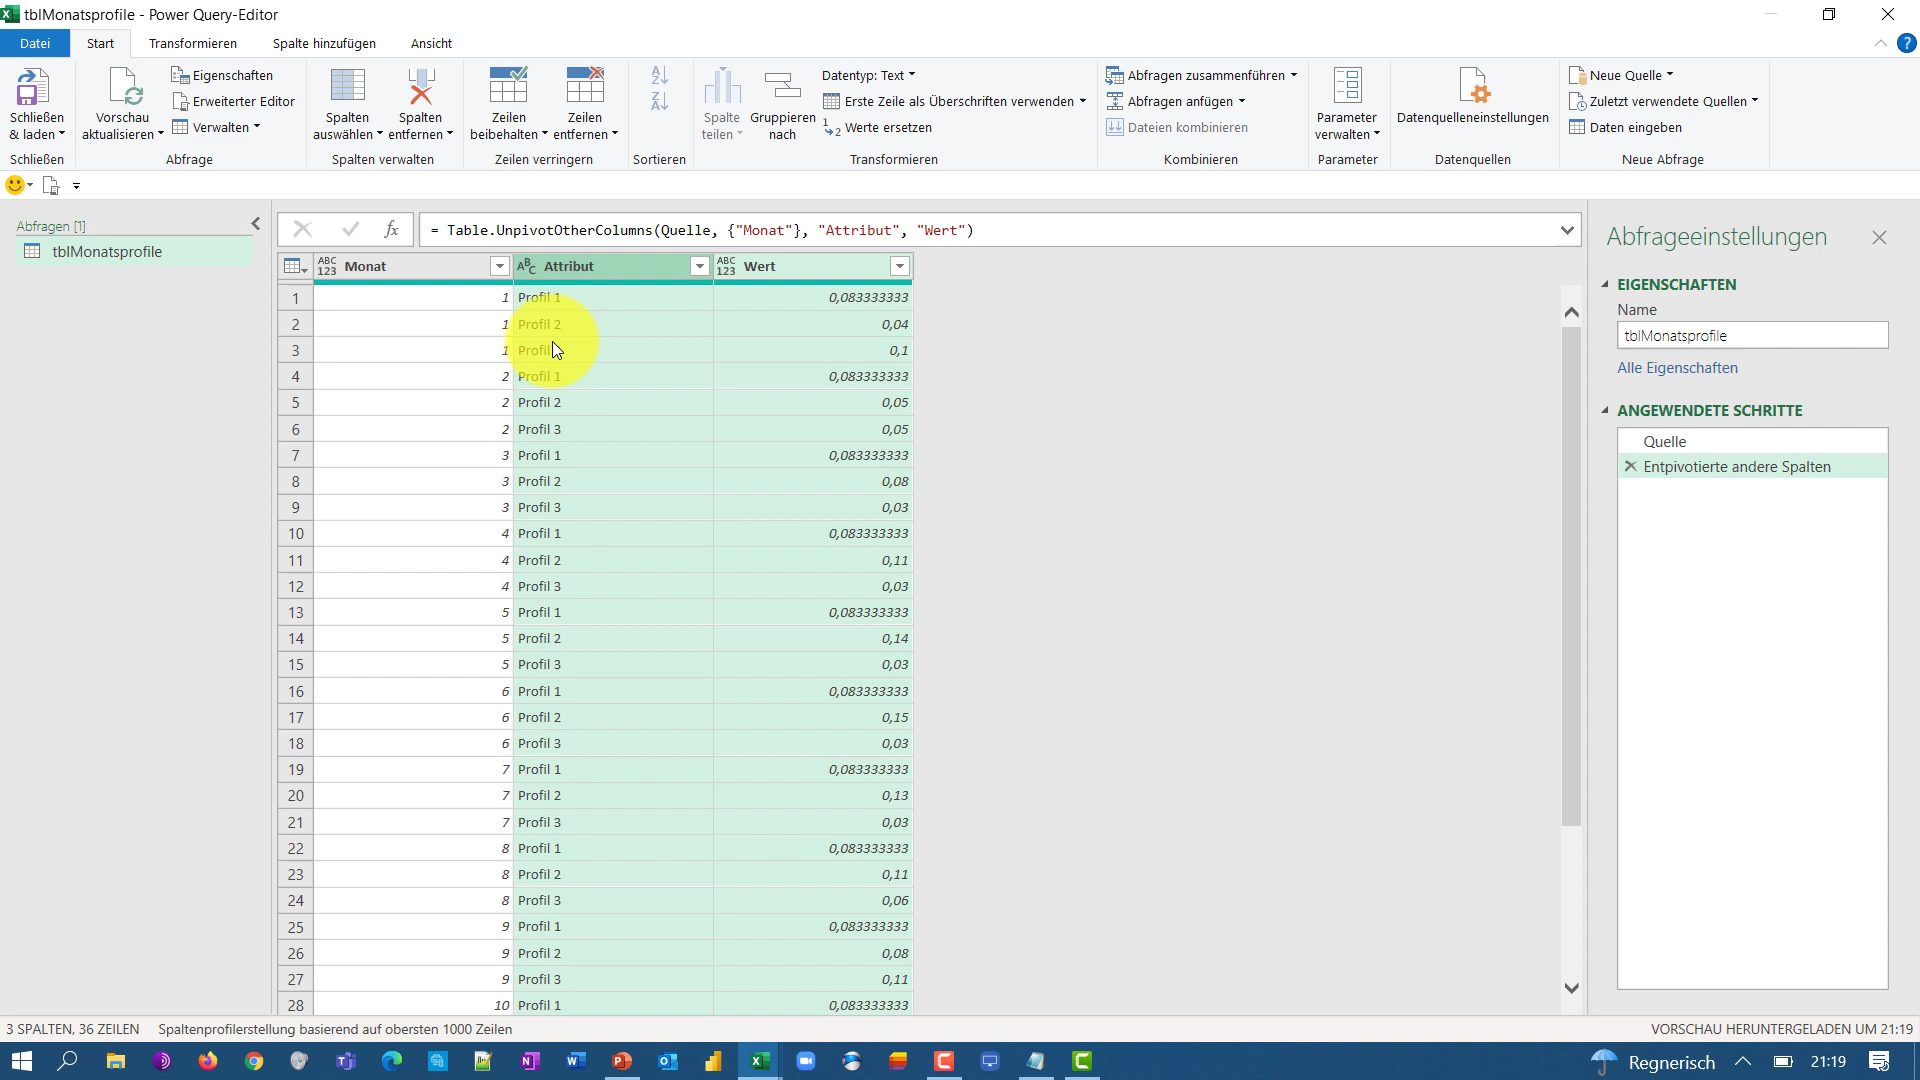 tblMonatsprofile - Power Query-Editor
Datei Start Transformieren Spalte hinzufügen Ansicht
Schließen & laden
Schließen
Vorschau aktualisieren
Eigenschaften
Erweiterter Editor
Verwalten
Abfrage
Spalten auswählen
Spalten entfernen
Spalten verwalten
Zeilen beibehalten
Zeilen entfernen
Zeilen verringern
Sortieren
Spalte teilen
Gruppieren nach
Datentyp: Text
Erste Zeile als Überschriften verwenden
Werte ersetzen
Transformieren
Abfragen zusammenführen
Abfragen anfügen
Dateien kombinieren
Kombinieren
Parameter verwalten
Parameter
Datenquelleneinstellungen
Datenquellen
Neue Quelle
Zuletzt verwendete Quellen
Daten eingeben
Neue Abfrage
Abfragen [1]
tblMonatsprofile
fx = Table.UnpivotOtherColumns(Quelle, {"Monat"}, "Attribut", "Wert")
ABC 123 Monat ABC Attribut ABC 123 Wert
1 1 Profil 1 0,083333333
2 1 Profil 2 0,04
3 1 Profil 0,1
4 2 Profil 1 0,083333333
5 2 Profil 2 0,05
6 2 Profil 3 0,05
7 3 Profil 1 0,083333333
8 3 Profil 2 0,08
9 3 Profil 3 0,03
10 4 Profil 1 0,083333333
11 4 Profil 2 0,11
12 4 Profil 3 0,03
13 5 Profil 1 0,083333333
14 5 Profil 2 0,14
15 5 Profil 3 0,03
16 6 Profil 1 0,083333333
17 6 Profil 2 0,15
18 6 Profil 3 0,03
19 7 Profil 1 0,083333333
20 7 Profil 2 0,13
21 7 Profil 3 0,03
22 8 Profil 1 0,083333333
23 8 Profil 2 0,11
24 8 Profil 3 0,06
25 9 Profil 1 0,083333333
26 9 Profil 2 0,08
27 9 Profil 3 0,11
28 10 Profil 1 0,083333333
Abfrageeinstellungen
EIGENSCHAFTEN
Name
tblMonatsprofile
Alle Eigenschaften
ANGEWENDETE SCHRITTE
Quelle
Entpivotierte andere Spalten
3 SPALTEN, 36 ZEILEN Spaltenprofilerstellung basierend auf obersten 1000 Zeilen
VORSCHAU HERUNTERGELADEN UM 21:19
Regnerisch 21:19